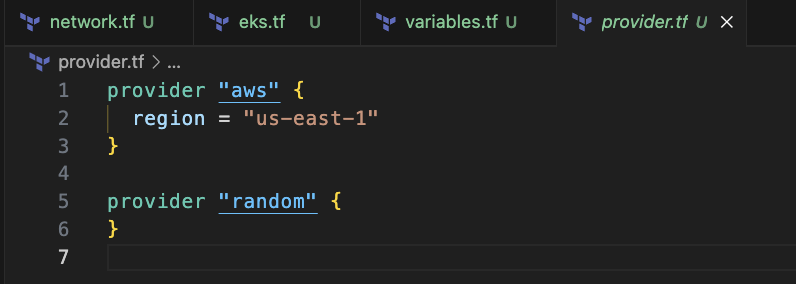 network.tf U eks.tf U variables.tf U provider.tf U
provider.tf > ...
1 provider "aws" {
2 region = "us-east-1"
3 }
4
5 provider "random" {
6 }
7